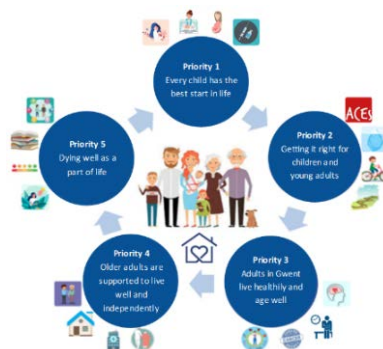 Priority 1
Every child has the
best start in life
ACEs
Priority 2
Getting it right for
children and
young adults
Priority 3
Adults in Gwent
live healthily and
age well
Priority 4
Older adults are
supported to live
well and
independently
Priority 5
Dying well as a
part of life